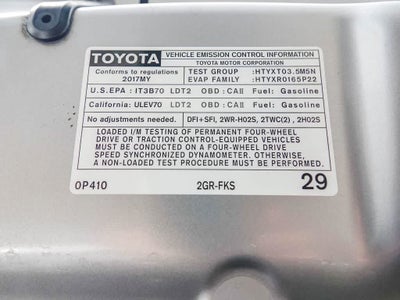 TOYOTA VEHICLE EMISSION CONTROL INFORMATION
TOYOTA MOTOR CORPORATION
Conforms to regulations TEST GROUP :HTYXT03.5M5N
2017MY EVAP FAMILY :HTYXR0165P22
U.S.EPA : IT3B70 LDT2 OBD : CAII Fuel : Gasoline
California: ULEV70 LDT2 OBD : CAII Fuel : Gasoline
No adjustments needed. DFI+SFI, 2WR-HO2S, 2TWC(2) , 2HO2S
LOADED I/M TESTING OF PERMANENT FOUR-WHEEL
DRIVE OR TRACTION CONTROL-EQUIPPED VEHICLES
MUST BE CONDUCTED ON A FOUR-WHEEL DRIVE
SPEED SYNCHRONIZED DYNAMOMETER. OTHERWISE,
A NON-LOADED TEST PROCEDURE MUST BE PERFORMED.
0P410 2GR-FKS 29